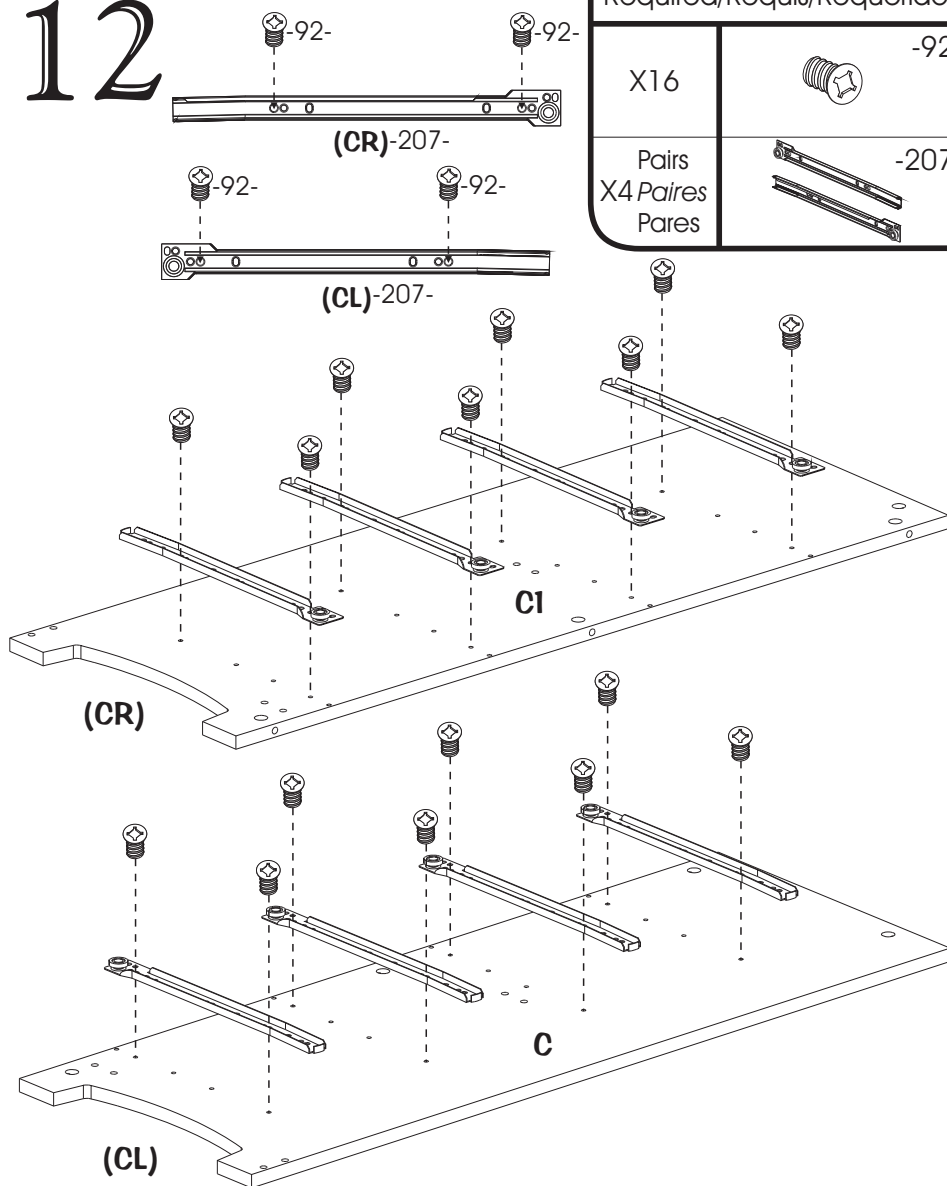 12
-92-
-92-
(CR)-207-
-92-
-92-
(CL)-207-
Required/Requis/Requerido
X16
-92
Pairs
X4 Paires
Pares
-207
C1
(CR)
C
(CL)